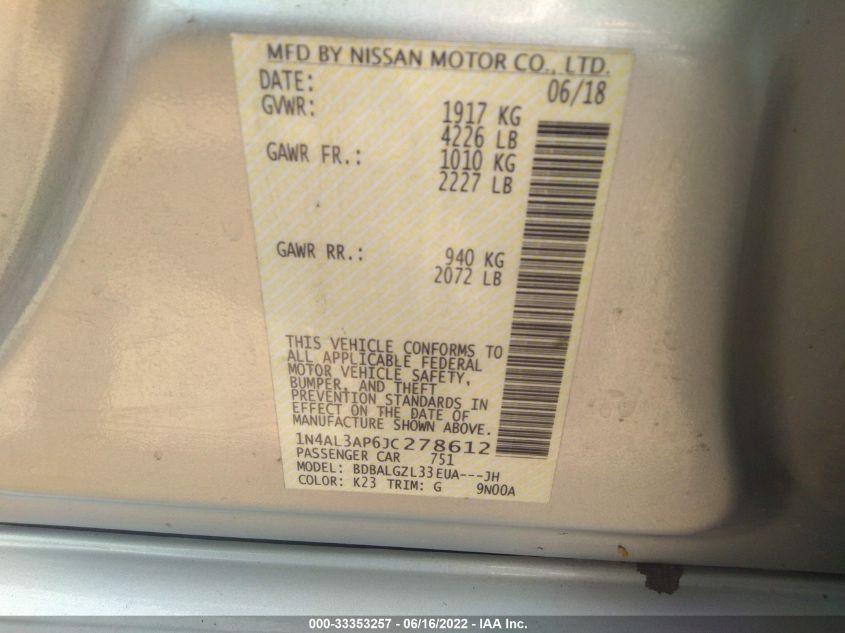 MFD BY NISSAN MOTOR CO., LTD.
DATE: 06/18
GVWR: 1917 KG
4226 LB
GAWR FR.: 1010 KG
2227 LB
GAWR RR.: 940 KG
2072 LB
THIS VEHICLE CONFORMS TO
ALL APPLICABLE FEDERAL
MOTOR VEHICLE SAFETY,
BUMPER, AND THEFT
PREVENTION STANDARDS IN
EFFECT ON THE DATE OF
MANUFACTURE SHOWN ABOVE.
1N4AL3AP6JC278612
PASSENGER CAR 751
MODEL: BDBALGZL33EUA---JH
COLOR: K23 TRIM: G 9N00A
000-33353257 - 06/16/2022 - IAA Inc.